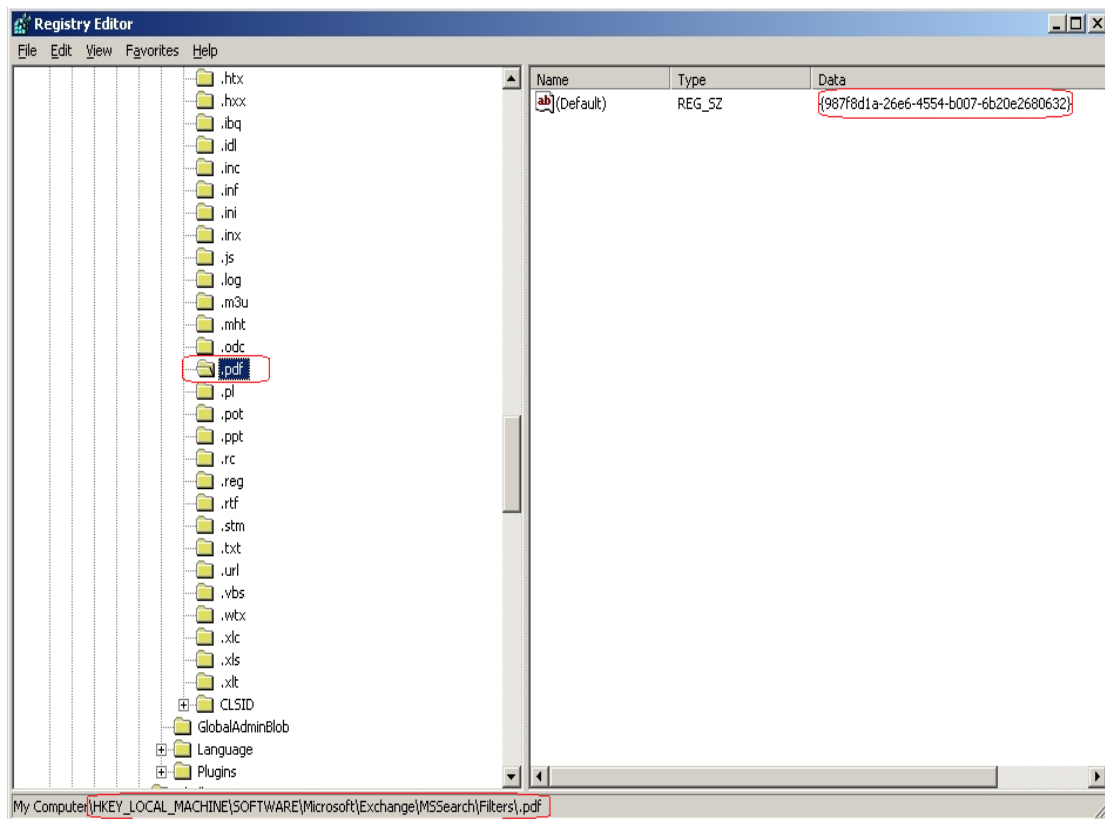 Registry Editor
File Edit View Favorites Help
.htx
.hxx
.ibq
.idl
.inc
.inf
.ini
.inx
.js
.log
.m3u
.mht
.odc
.pdf
.pl
.pot
.ppt
.rc
.reg
.rtf
.stm
.txt
.url
.vbs
.wtx
.xlc
.xls
.xlt
CLSID
GlobalAdminBlob
Language
Plugins
Name Type Data
ab (Default) REG_SZ {987f8d1a-26e6-4554-b007-6b20e2680632}
My Computer\HKEY_LOCAL_MACHINE\SOFTWARE\Microsoft\Exchange\MSSearch\Filters\.pdf